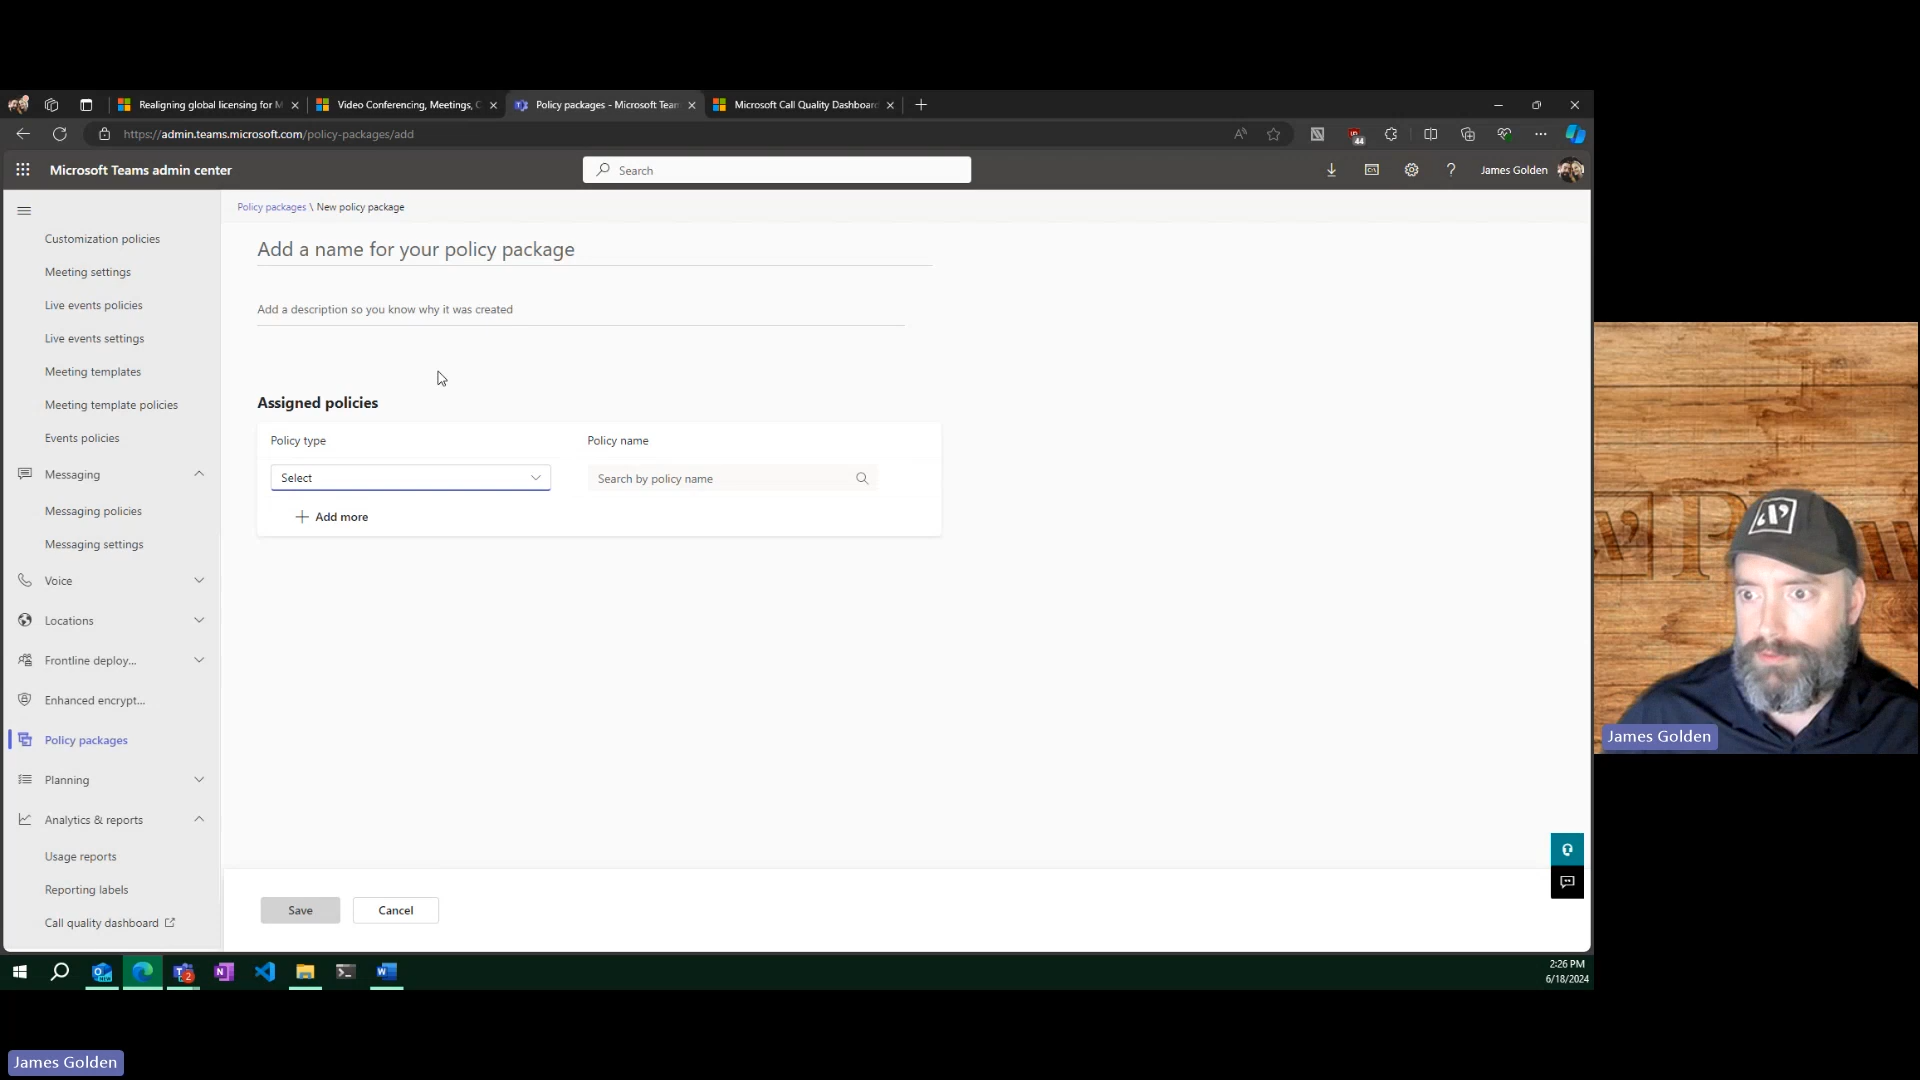 Realigning global licensing for M
Video Conferencing, Meetings, C
Policy packages - Microsoft Team
Microsoft Call Quality Dashboard
https://admin.teams.microsoft.com/policy-packages/add
44
Microsoft Teams admin center
Search
James Golden
Policy packages \ New policy package
Customization policies
Meeting settings
Live events policies
Live events settings
Meeting templates
Meeting template policies
Events policies
Messaging
Messaging policies
Messaging settings
Voice
Locations
Frontline deploy...
Enhanced encrypt...
Policy packages
Planning
Analytics & reports
Usage reports
Reporting labels
Call quality dashboard
Add a name for your policy package
Add a description so you know why it was created
Assigned policies
Policy type
Policy name
Select
Search by policy name
Add more
Save
Cancel
2:26 PM
6/18/2024
James Golden
James Golden